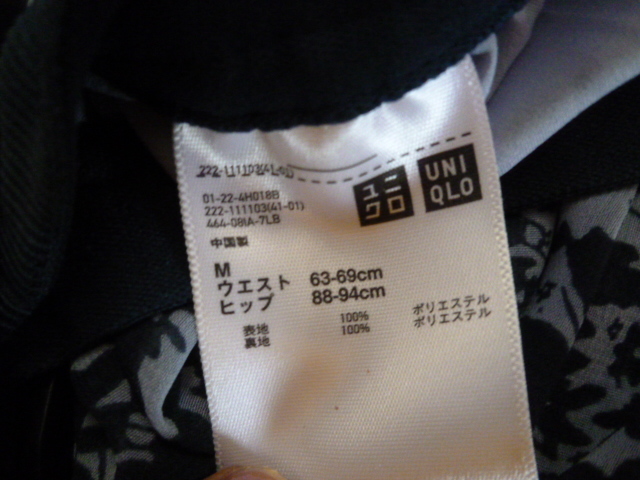 ユニ
クロ
UNI
QLO
01-22-4H018B
222-111103(41-01)
464-08IA-7LB
中国製
M
ウエスト 63-69cm
ヒップ 88-94cm
表地 100% ポリエステル
裏地 100% ポリエステル